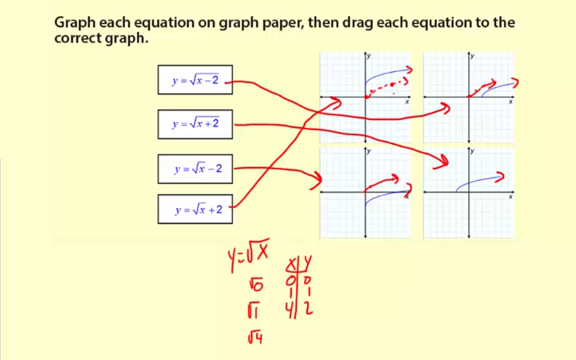 Graph each equation on graph paper, then drag each equation to the
correct graph.
y = √x − 2
y = √x + 2
y = √x − 2
y = √x + 2
y
x
y
x
y
x
y
x
y=√x
x y
√0 0 0
1 1
√1 4 2
√4